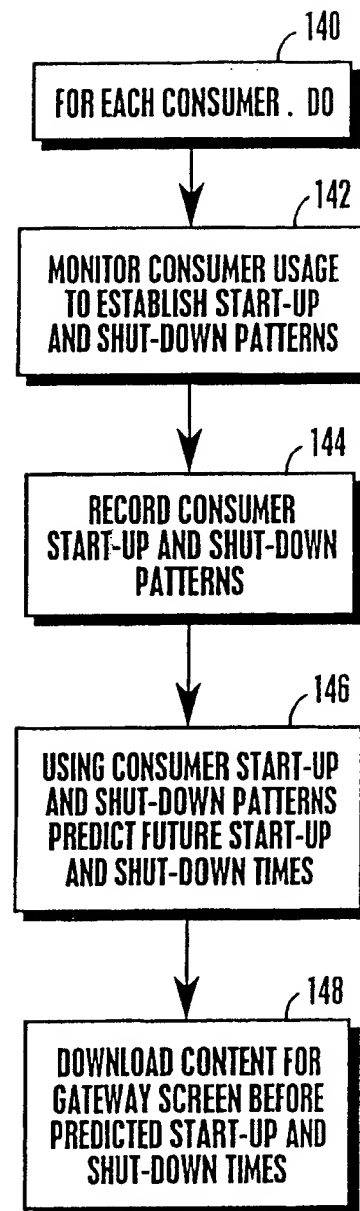 140
FOR EACH CONSUMER . DO
142
MONITOR CONSUMER USAGE
TO ESTABLISH START-UP
AND SHUT-DOWN PATTERNS
144
RECORD CONSUMER
START-UP AND SHUT-DOWN
PATTERNS
146
USING CONSUMER START-UP
AND SHUT-DOWN PATTERNS
PREDICT FUTURE START-UP
AND SHUT-DOWN TIMES
148
DOWNLOAD CONTENT FOR
GATEWAY SCREEN BEFORE
PREDICTED START-UP AND
SHUT-DOWN TIMES